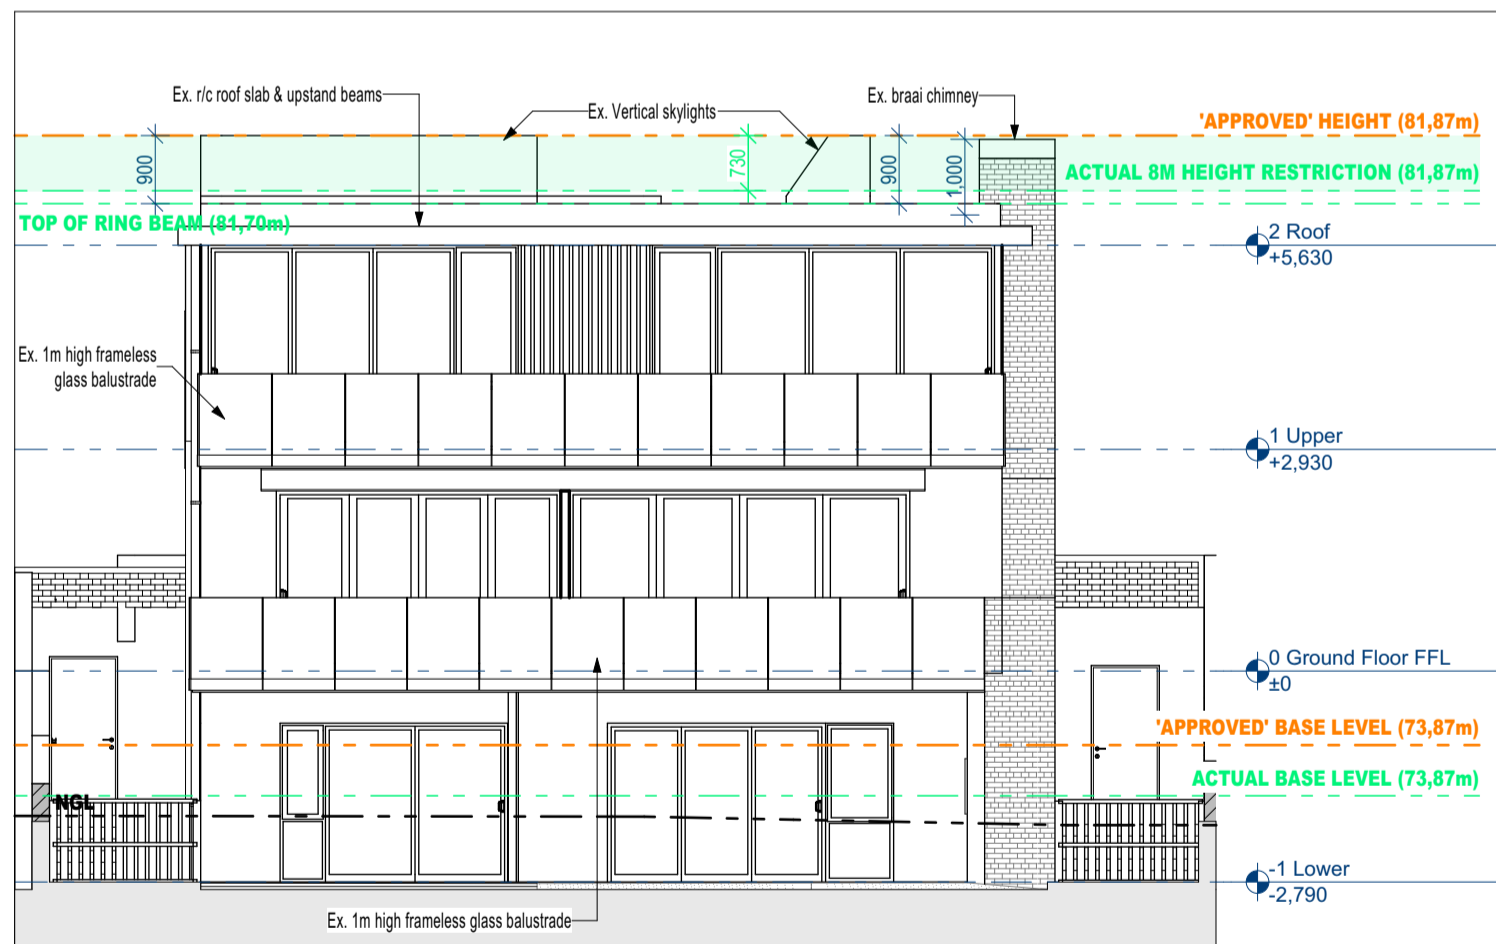 Ex. r/c roof slab & upstand beams
Ex. Vertical skylights
Ex. braai chimney
'APPROVED' HEIGHT (81,87m)
900
730
900
1,000
ACTUAL 8M HEIGHT RESTRICTION (81,87m)
TOP OF RING BEAM (81,70m)
2 Roof
+5,630
Ex. 1m high frameless
glass balustrade
1 Upper
+2,930
0 Ground Floor FFL
±0
'APPROVED' BASE LEVEL (73,87m)
ACTUAL BASE LEVEL (73,87m)
NGL
-1 Lower
-2,790
Ex. 1m high frameless glass balustrade